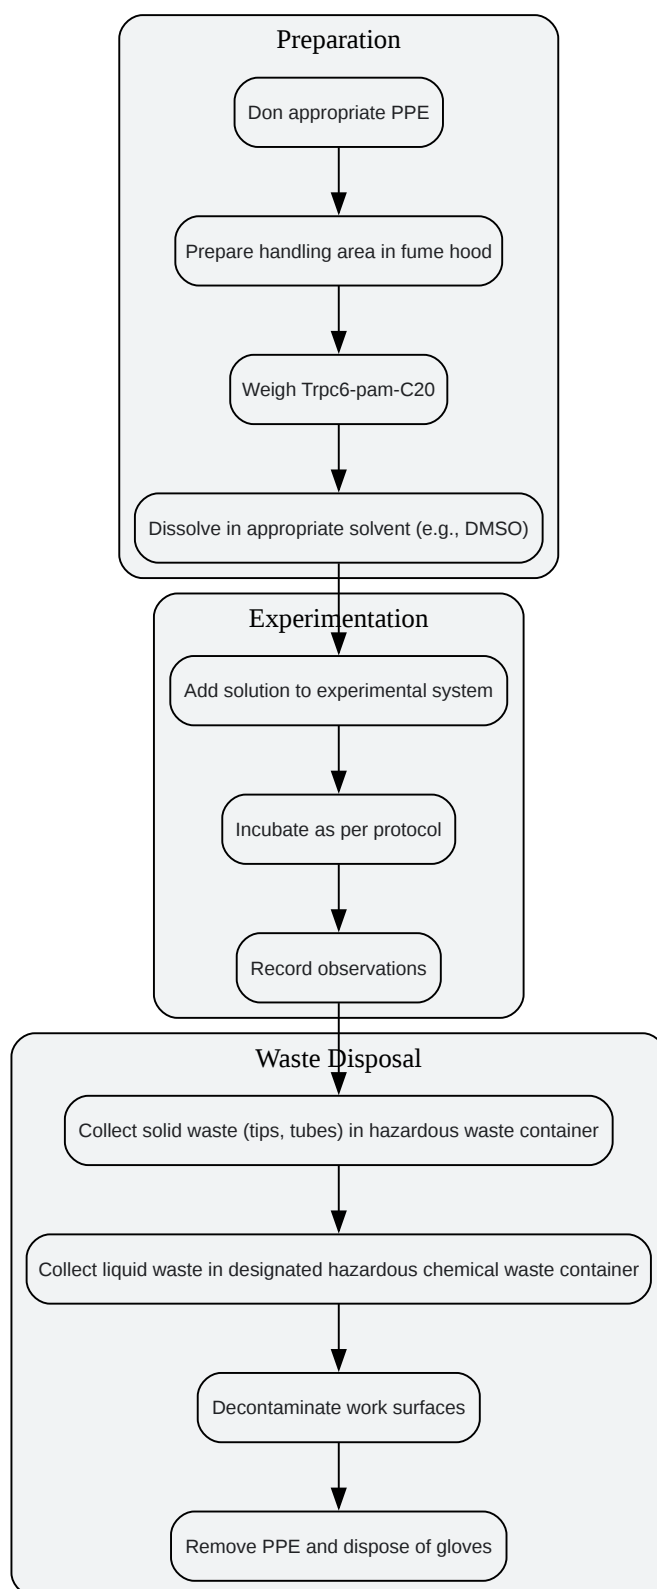 Preparation
Don appropriate PPE
Prepare handling area in fume hood
Weigh Trpc6-pam-C20
Dissolve in appropriate solvent (e.g., DMSO)
Experimentation
Add solution to experimental system
Incubate as per protocol
Record observations
Waste Disposal
Collect solid waste (tips, tubes) in hazardous waste container
Collect liquid waste in designated hazardous chemical waste container
Decontaminate work surfaces
Remove PPE and dispose of gloves